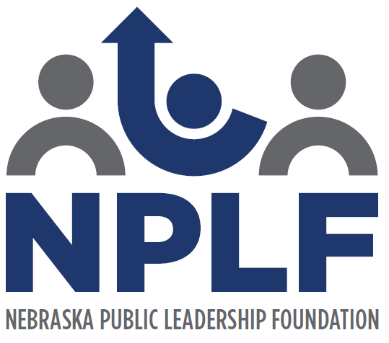 NPLF
NEBRASKA PUBLIC LEADERSHIP FOUNDATION